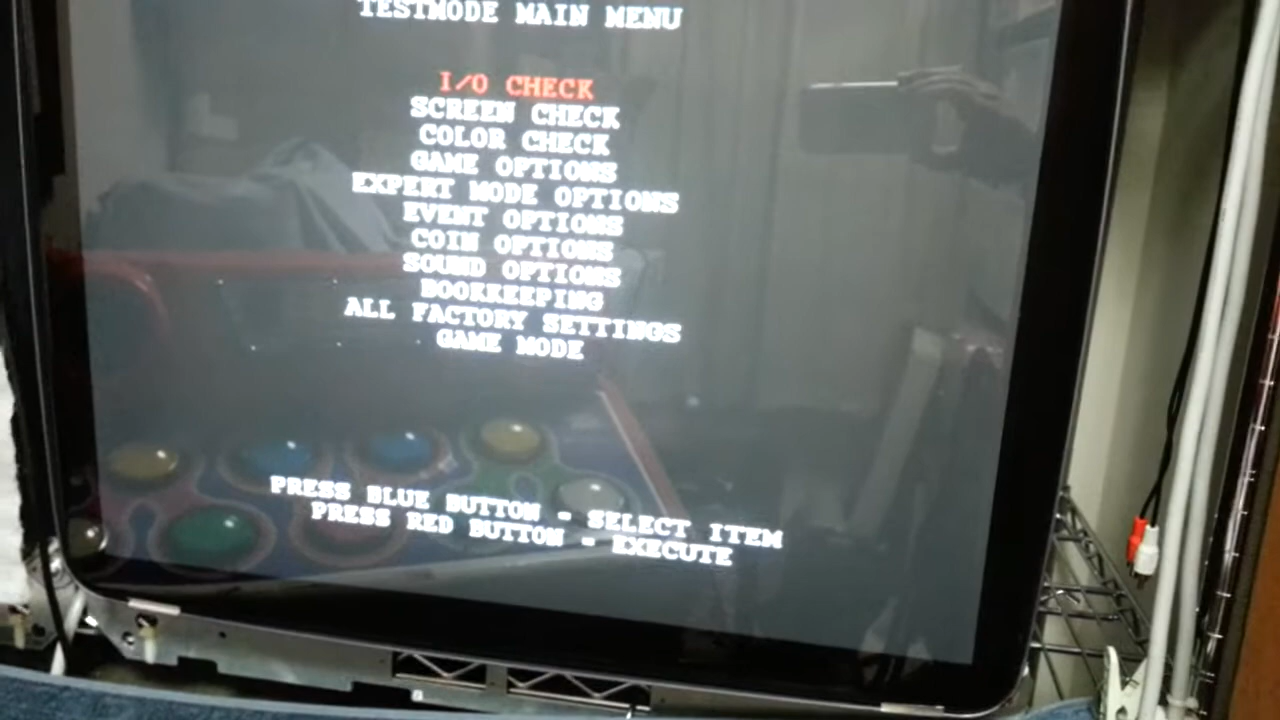 TESTMODE MAIN MENU
I/O CHECK
SCREEN CHECK
COLOR CHECK
GAME OPTIONS
EXPERT MODE OPTIONS
EVENT OPTIONS
COIN OPTIONS
SOUND OPTIONS
BOOKKEEPING
ALL FACTORY SETTINGS
GAME MODE
PRESS BLUE BUTTON - SELECT ITEM
PRESS RED BUTTON - EXECUTE